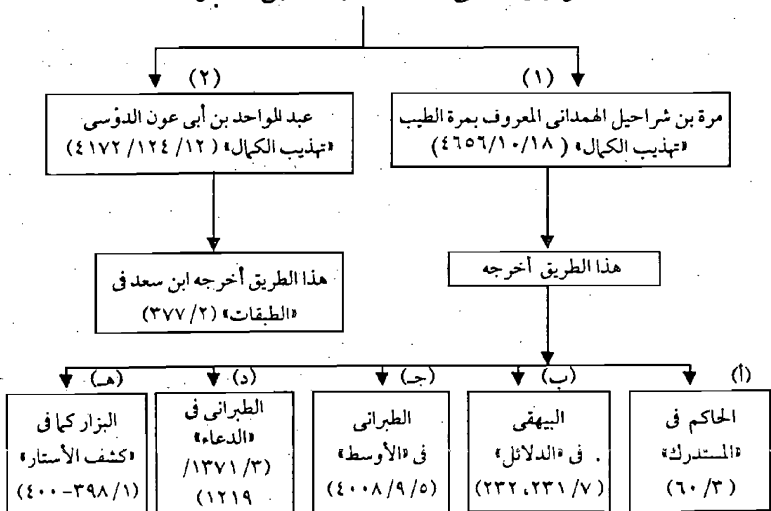 (١)
مرة بن شراحيل الهمدانى المعروف بمرة الطيب
«تهذيب الكمال» (٤٦٥٦/١٠/١٨)
(٢)
عبد المواحد بن أبى عون الدوّسى
«تهذيب الكمال» (٤١٧٢/١٢٤/١٢)
هذا الطريق أخرجه
هذا الطريق أخرجه ابن سعد فى
«الطبقات» (٣٧٧/٢)
(أ)
الحاكم فى
«المستدرك»
(٦٠/٣)
(ب)
البيهقى
فى «الدلائل»
(٢٣٢،٢٣١/٧)
(جـ)
الطبرانى
فى «الأوسط»
(٤٠٠٨/٩/٥)
(د)
الطبرانى فى
«الدعاء»
(١٣٧١/٣/
(١٢١٩
(هـ)
البزار كما فى
«كشف الأستار»
(٤٠٠-٣٩٨/١)